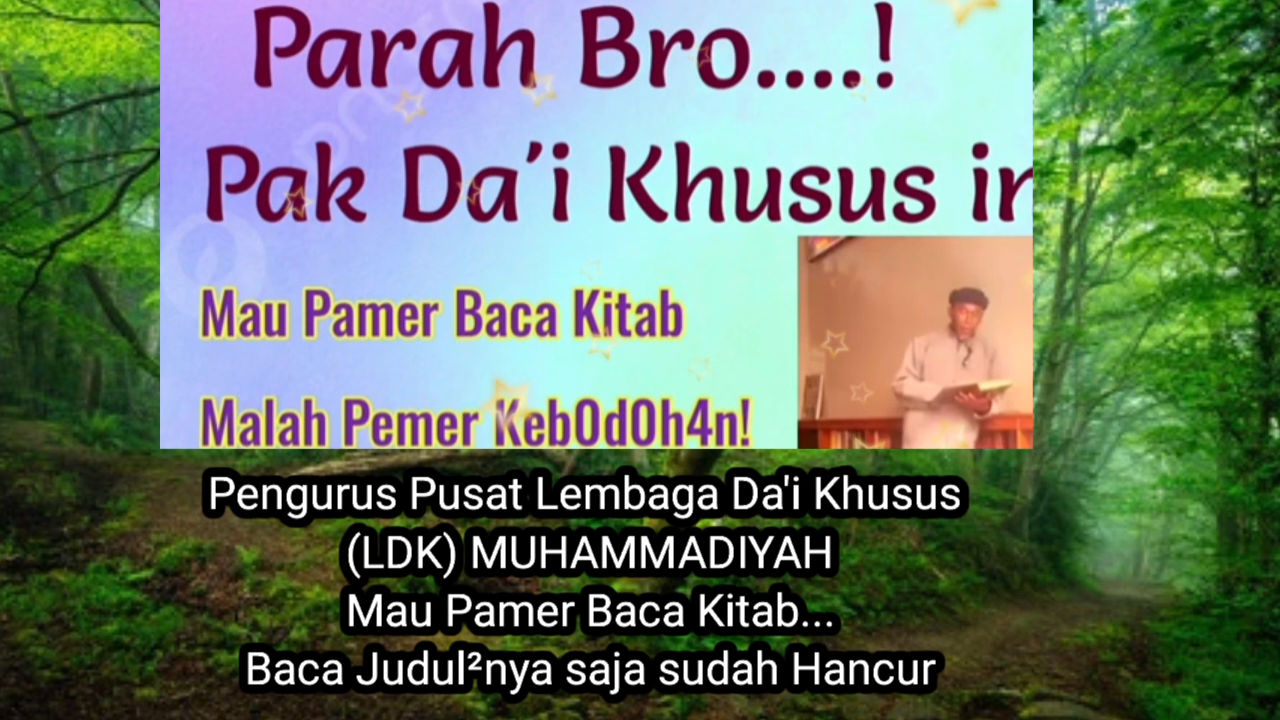 Parah Bro....!
Pak Da'i Khusus in
Mau Pamer Baca Kitab
Malah Pemer Keb0d0h4n!
Pengurus Pusat Lembaga Da'i Khusus
(LDK) MUHAMMADIYAH
Mau Pamer Baca Kitab...
Baca Judul²nya saja sudah Hancur